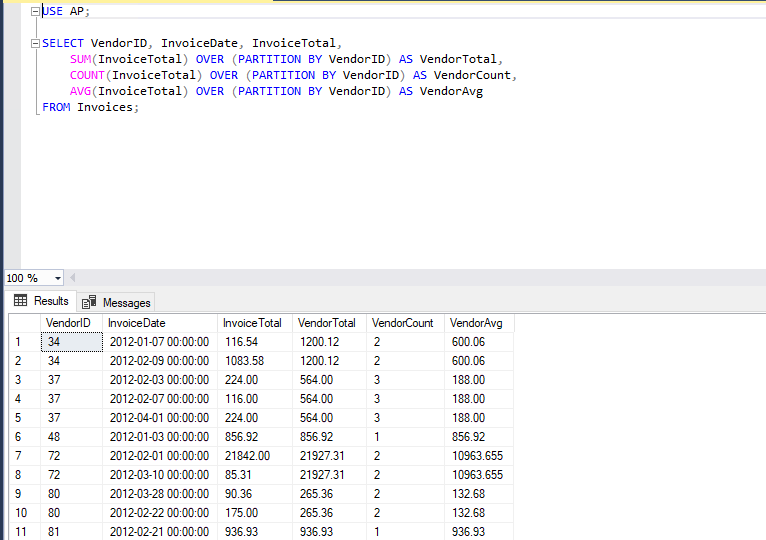 USE AP;
SELECT VendorID, InvoiceDate, InvoiceTotal,
SUM(InvoiceTotal) OVER (PARTITION BY VendorID) AS VendorTotal,
COUNT(InvoiceTotal) OVER (PARTITION BY VendorID) AS VendorCount,
AVG(InvoiceTotal) OVER (PARTITION BY VendorID) AS VendorAvg
FROM Invoices;
100 %
Results Messages
VendorID InvoiceDate InvoiceTotal VendorTotal VendorCount VendorAvg
1 34 2012-01-07 00:00:00 116.54 1200.12 2 600.06
2 34 2012-02-09 00:00:00 1083.58 1200.12 2 600.06
3 37 2012-02-03 00:00:00 224.00 564.00 3 188.00
4 37 2012-02-07 00:00:00 116.00 564.00 3 188.00
5 37 2012-04-01 00:00:00 224.00 564.00 3 188.00
6 48 2012-01-03 00:00:00 856.92 856.92 1 856.92
7 72 2012-02-01 00:00:00 21842.00 21927.31 2 10963.655
8 72 2012-03-10 00:00:00 85.31 21927.31 2 10963.655
9 80 2012-03-28 00:00:00 90.36 265.36 2 132.68
10 80 2012-02-22 00:00:00 175.00 265.36 2 132.68
11 81 2012-02-21 00:00:00 936.93 936.93 1 936.93